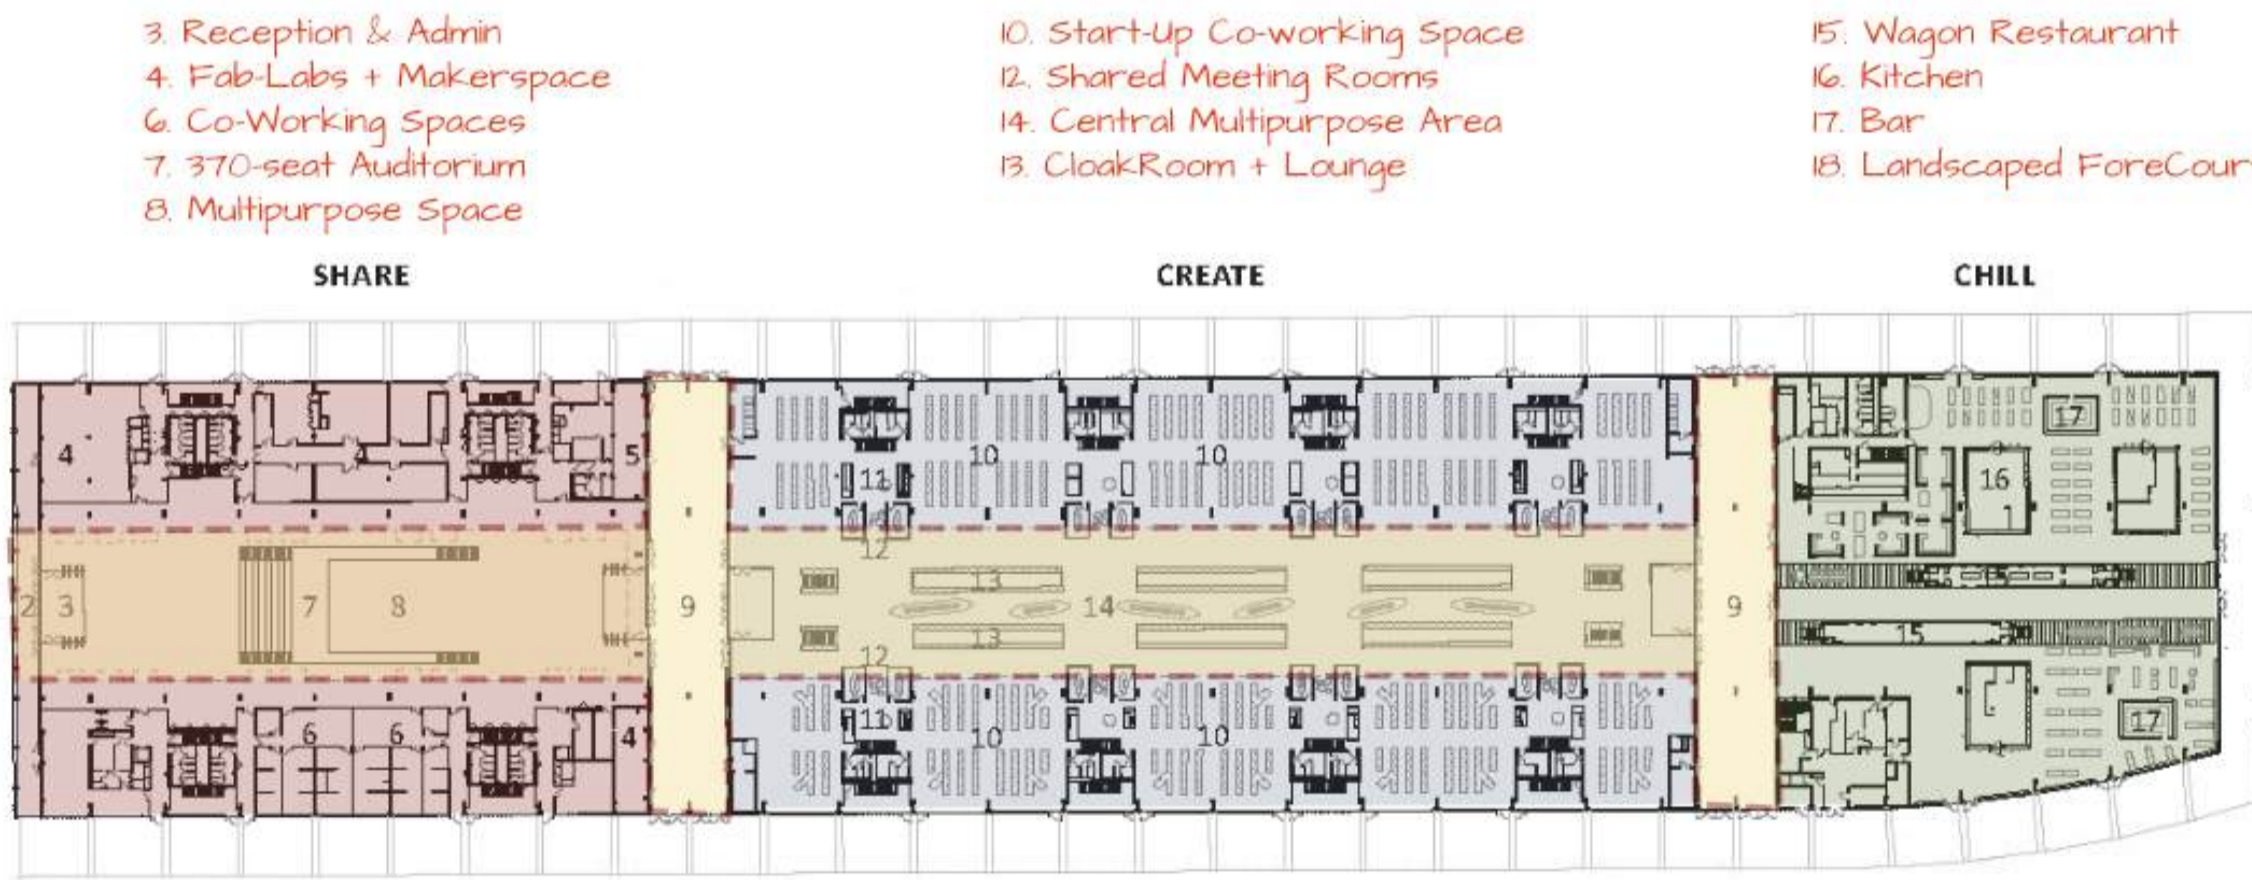 3. Reception & Admin
4. Fab-Labs + Makerspace
6. Co-Working Spaces
7. 370-seat Auditorium
8. Multipurpose Space
10. Start-Up Co-working Space
12. Shared Meeting Rooms
14. Central Multipurpose Area
13. CloakRoom + Lounge
15. Wagon Restaurant
16. Kitchen
17. Bar
18. Landscaped ForeCour
SHARE
CREATE
CHILL
4 4 5
2 3 7 8
6 6 4
9
10 10
11
12
13
14
13
12
11
10 10
9
17
16
1
15
17